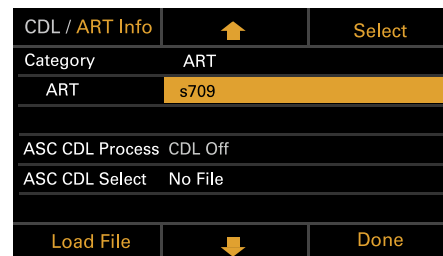 CDL / ART Info Select
Category ART
ART s709
ASC CDL Process CDL Off
ASC CDL Select No File
Load File Done